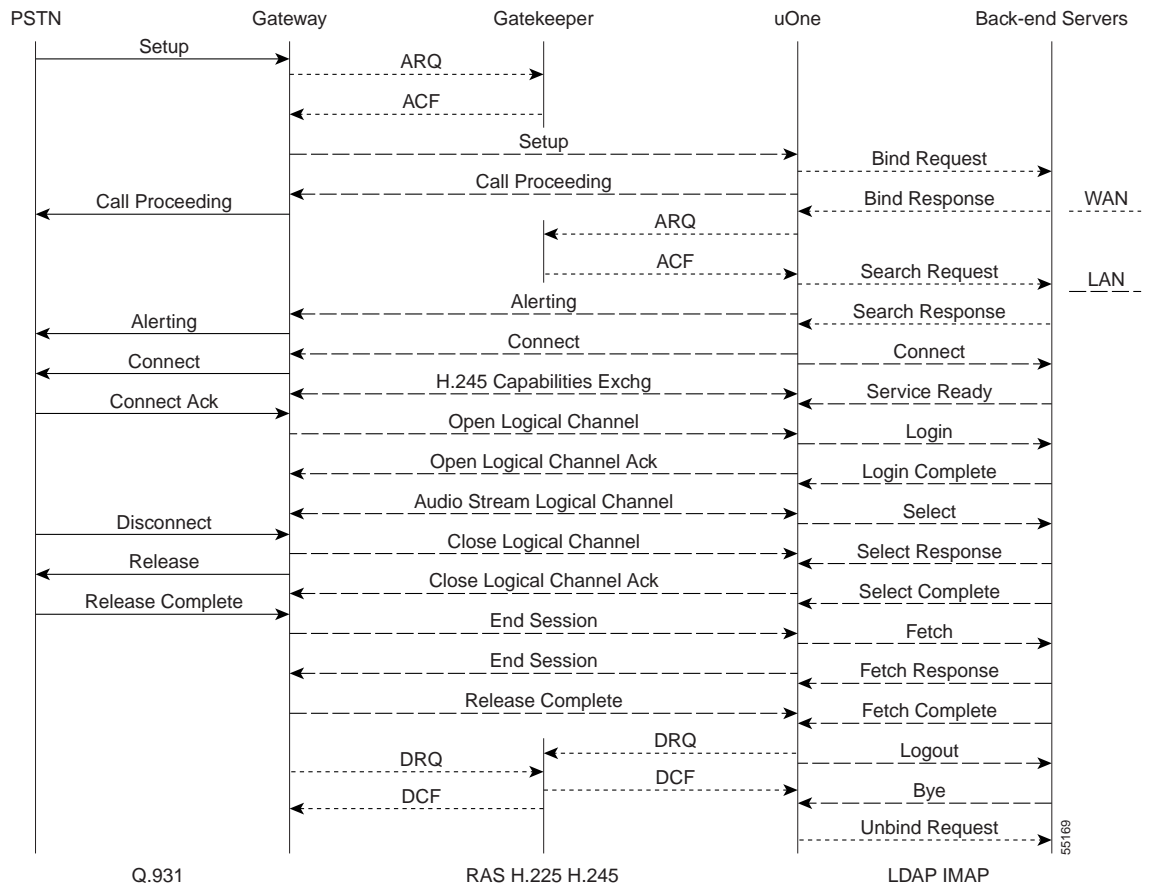 PSTN Gateway Gatekeeper uOne Back-end Servers
Setup
ARQ
ACF
Setup
Bind Request
Call Proceeding
Bind Response WAN
Call Proceeding
ARQ
ACF
Search Request
LAN
Alerting
Search Response
Alerting
Connect
Connect
Connect
H.245 Capabilities Exchg
Service Ready
Connect Ack
Open Logical Channel
Login
Open Logical Channel Ack
Login Complete
Audio Stream Logical Channel
Select
Disconnect
Close Logical Channel
Select Response
Release
Close Logical Channel Ack
Select Complete
Release Complete
End Session
Fetch
End Session
Fetch Response
Release Complete
Fetch Complete
DRQ
Logout
DRQ
DCF
Bye
DCF
Unbind Request
55169
Q.931 RAS H.225 H.245 LDAP IMAP